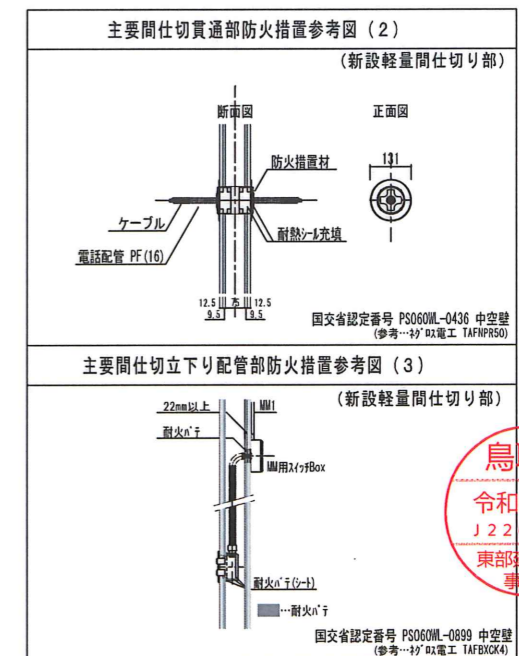 主要間仕切貫通部防火措置参考図（2）
(新設軽量間仕切り部)
断面図
正面図
131
防火措置材
ケーブル
耐熱シール充填
電話配管 PF(16)
12.5 75 12.5
9.5 9.5
国交省認定番号 PS060WL-0436 中空壁
(参考…ネグロス電工 TAFNPR50)
主要間仕切立下り配管部防火措置参考図（3）
(新設軽量間仕切り部)
22mm以上
MM1
耐火パテ
MM用スイッチBox
耐火パテ(シート)
…耐火パテ
国交省認定番号 PS060WL-0899 中空壁
(参考…ネグロス電工 TAFBXCK4)
鳥
令和
J22
東部
事